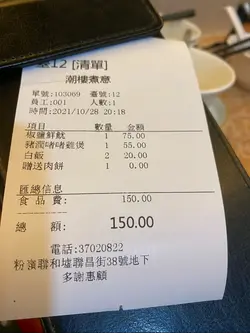 12 [清單]
潮樓煮意
單號:103069 臺號:12
員工:001 人數:1
時間:2021/10/28 20:18
項目 數量 金額
椒鹽鮮魷 1 75.00
豬潤啫啫雞煲 1 55.00
白飯 2 20.00
贈送肉餅 1 0.00
匯總信息
食品費: 150.00
總 額: 150.00
電話:37020822
粉嶺聯和墟聯昌街38號地下
多謝惠顧